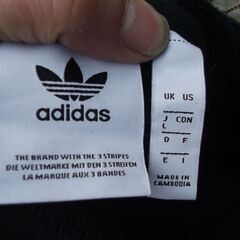 adidas
THE BRAND WITH THE 3 STRIPES
DIE WELTMARKE MIT DEN 3 STREIFEN
LA MARQUE AUX 3 BANDES
UK US
J/L CDN
D F
E I
MADE IN
CAMBODIA